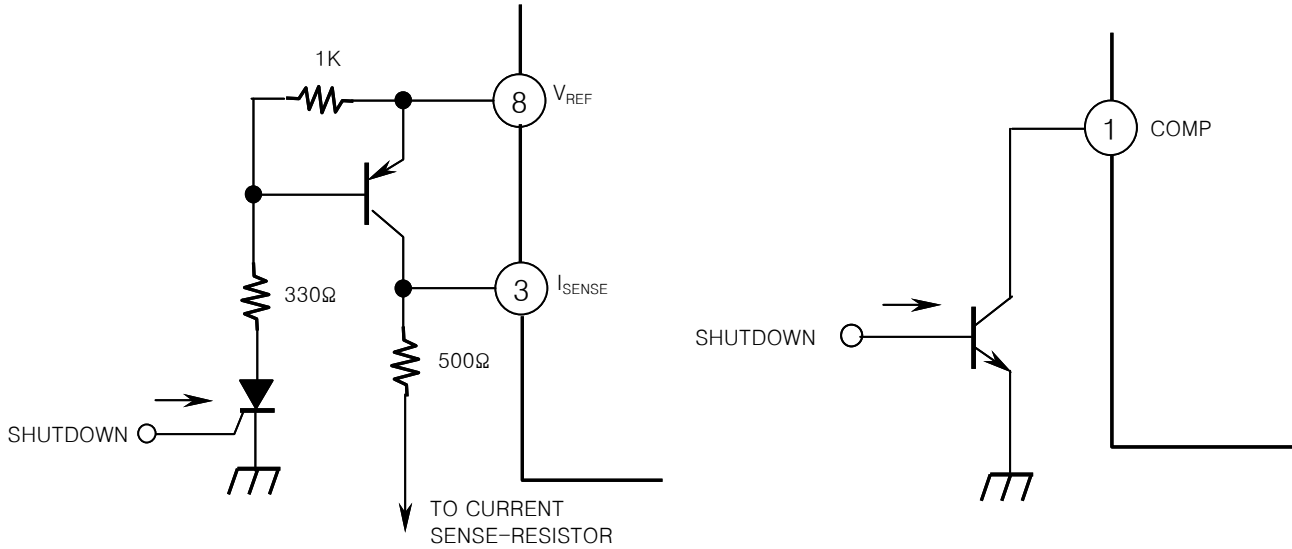 1K
8
VREF
330Ω
3
ISENSE
500Ω
SHUTDOWN
TO CURRENT
SENSE-RESISTOR
1
COMP
SHUTDOWN